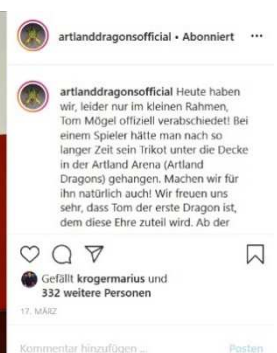 artlanddragonsofficial • Abonniert ...
artlanddragonsofficial Heute haben
wir, leider nur im kleinen Rahmen,
Tom Mögel offiziell verabschiedet! Bei
einem Spieler hätte man nach so
langer Zeit sein Trikot unter die Decke
in der Artland Arena (Artland
Dragons) gehangen. Machen wir für
ihn natürlich auch! Wir freuen uns
sehr, dass Tom der erste Dragon ist,
dem diese Ehre zuteil wird. Ab der
Gefällt krogermarius und
332 weitere Personen
17. MÄRZ
Kommentar hinzufügen ... Posten